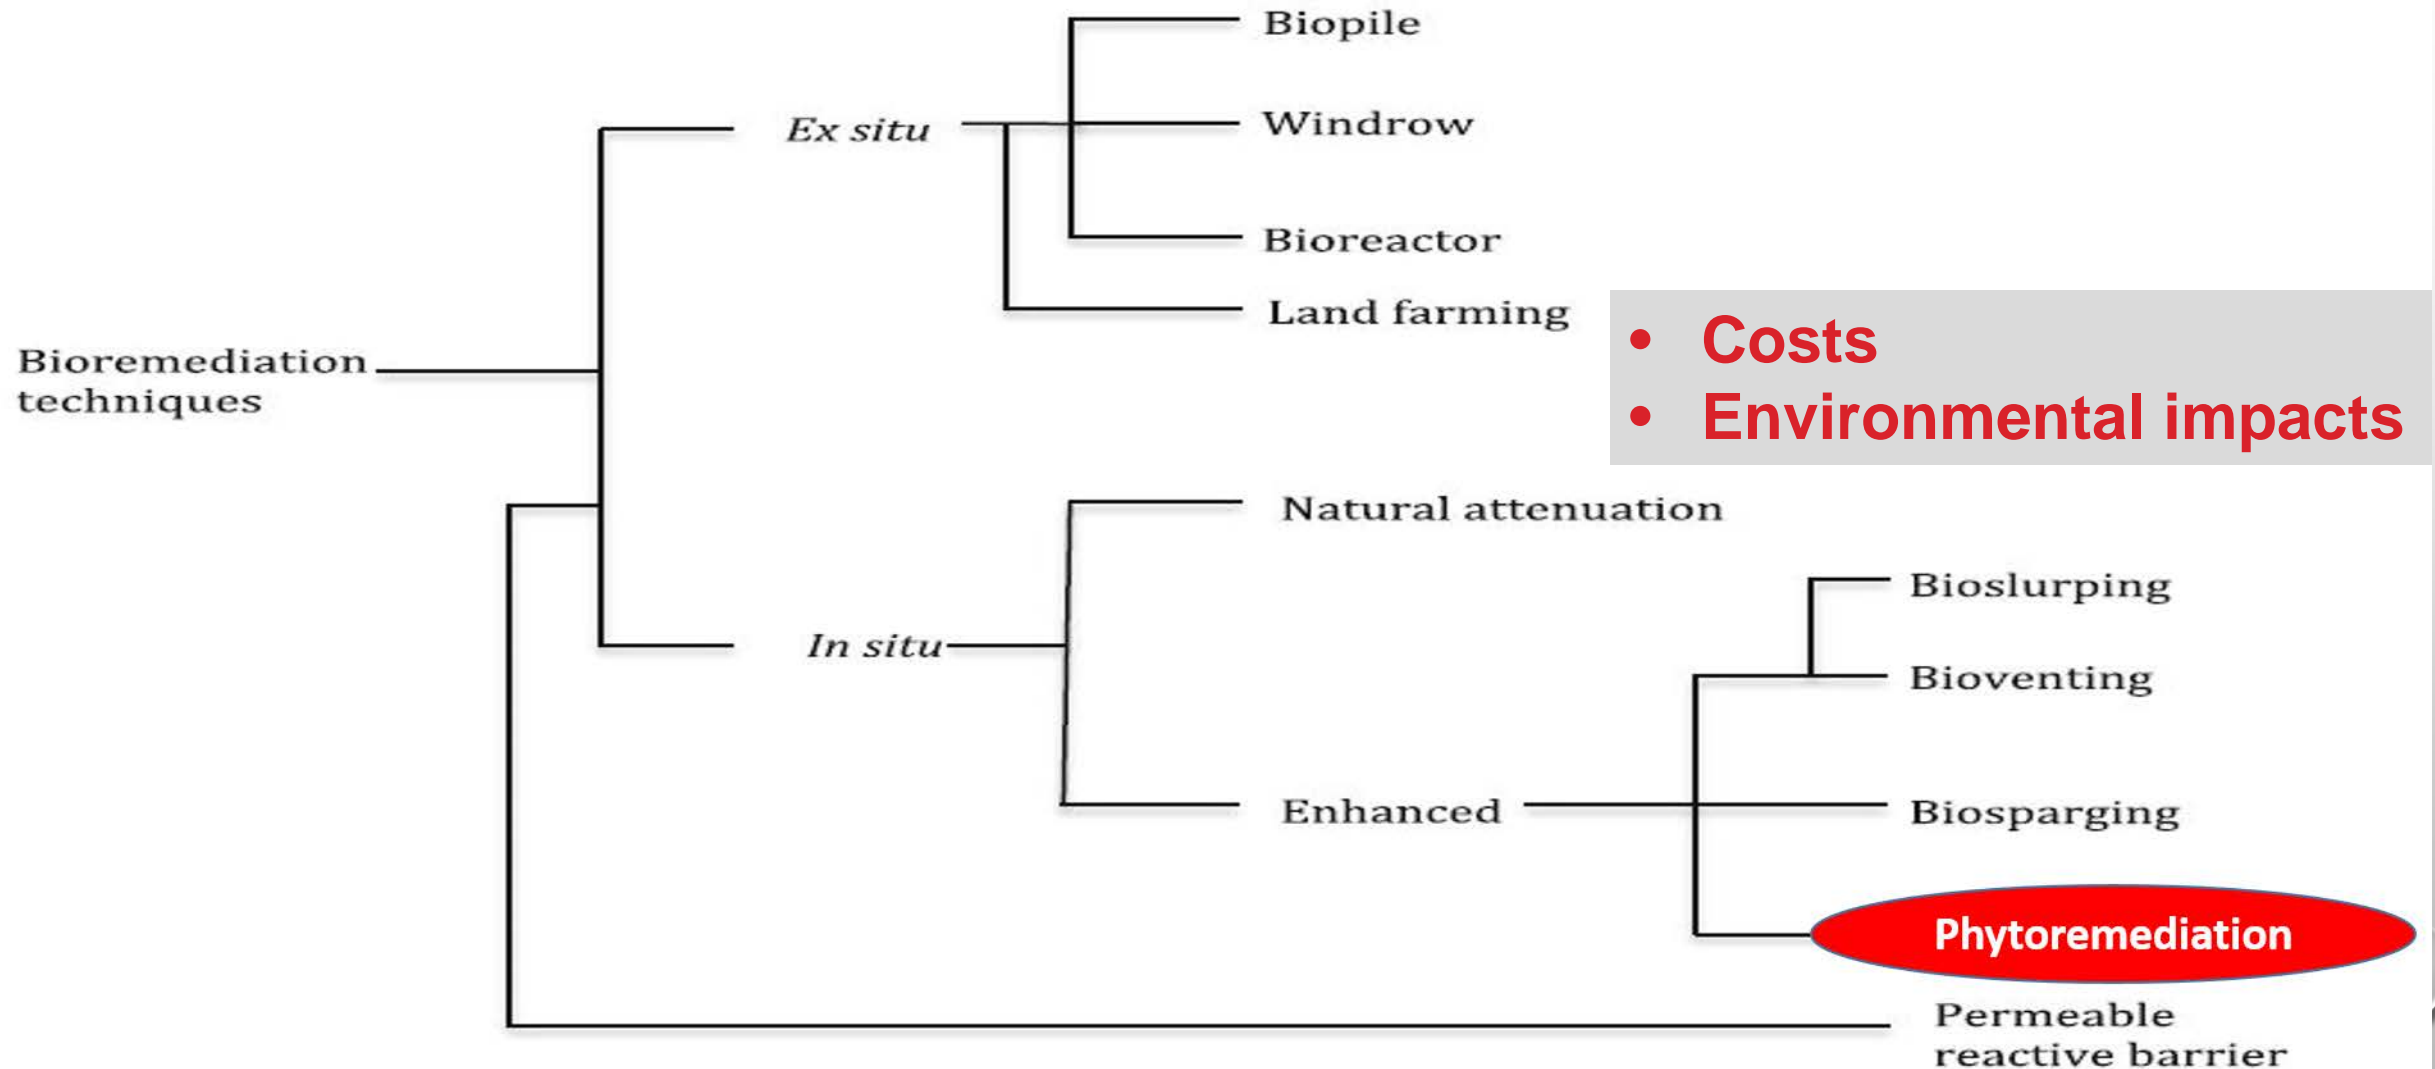 Biopile
Ex situ
Windrow
Bioreactor
Land farming
Bioremediation
techniques
• Costs
• Environmental impacts
Natural attenuation
Bioslurping
In situ
Bioventing
Enhanced
Biosparging
Phytoremediation
Permeable
reactive barrier